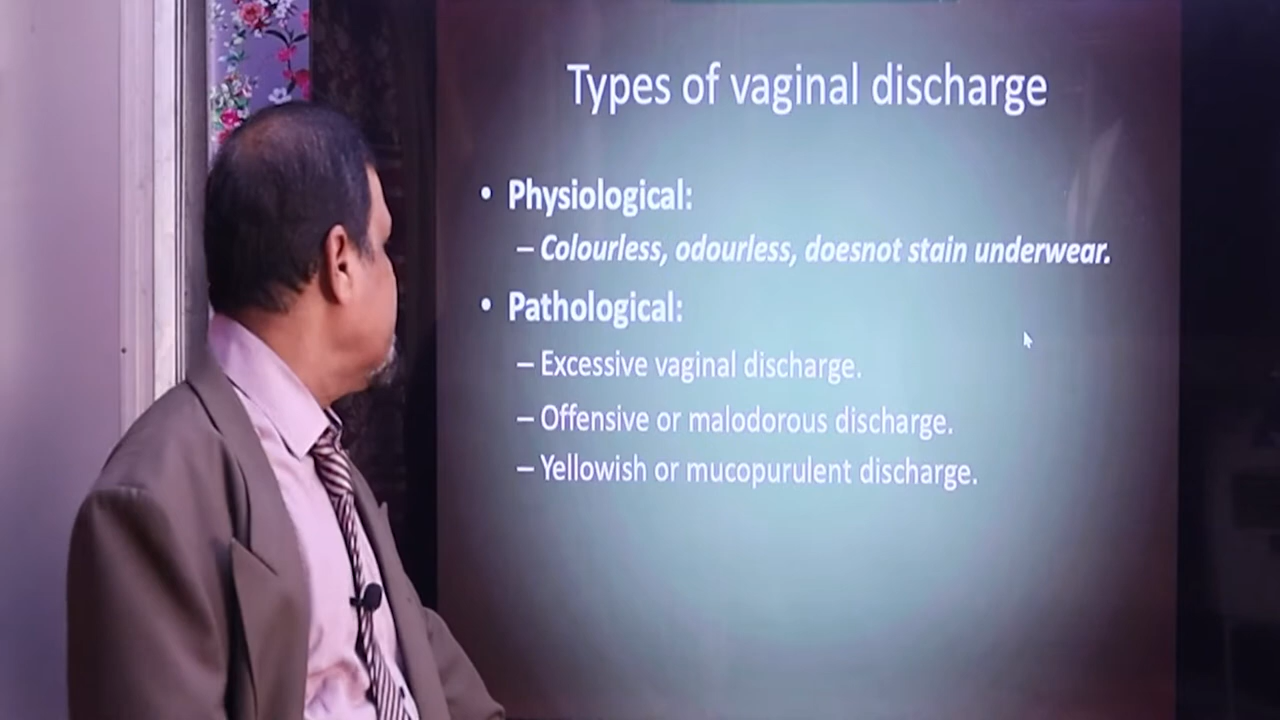 Types of vaginal discharge
• Physiological:
– Colourless, odourless, doesnot stain underwear.
• Pathological:
– Excessive vaginal discharge.
– Offensive or malodorous discharge.
– Yellowish or mucopurulent discharge.